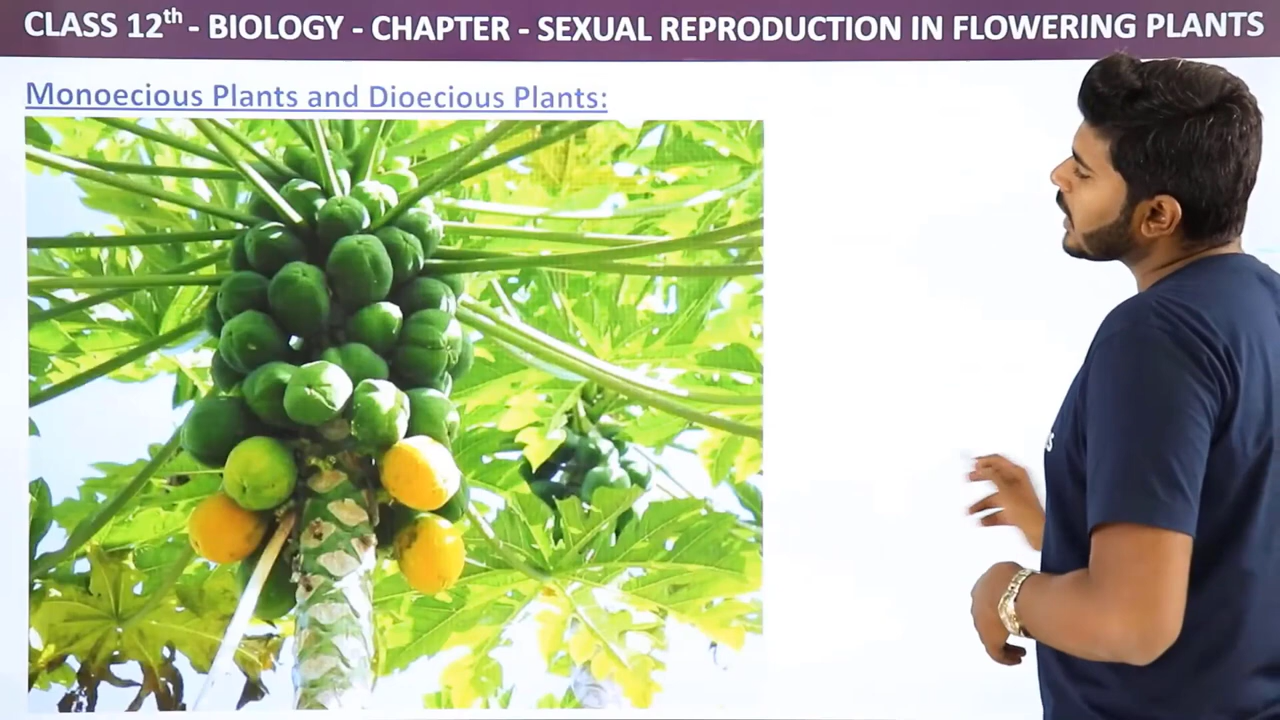 CLASS 12th - BIOLOGY - CHAPTER - SEXUAL REPRODUCTION IN FLOWERING PLANTS
Monoecious Plants and Dioecious Plants: